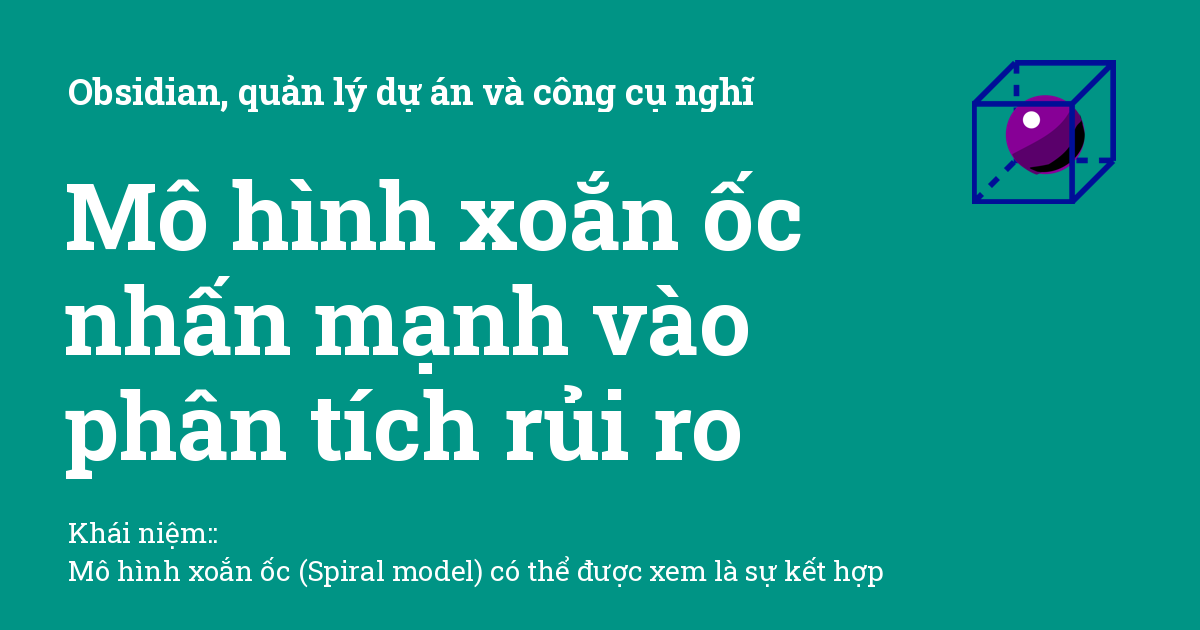 Obsidian, quản lý dự án và công cụ nghĩ
Mô hình xoắn ốc
nhấn mạnh vào
phân tích rủi ro
Khái niệm::
Mô hình xoắn ốc (Spiral model) có thể được xem là sự kết hợp